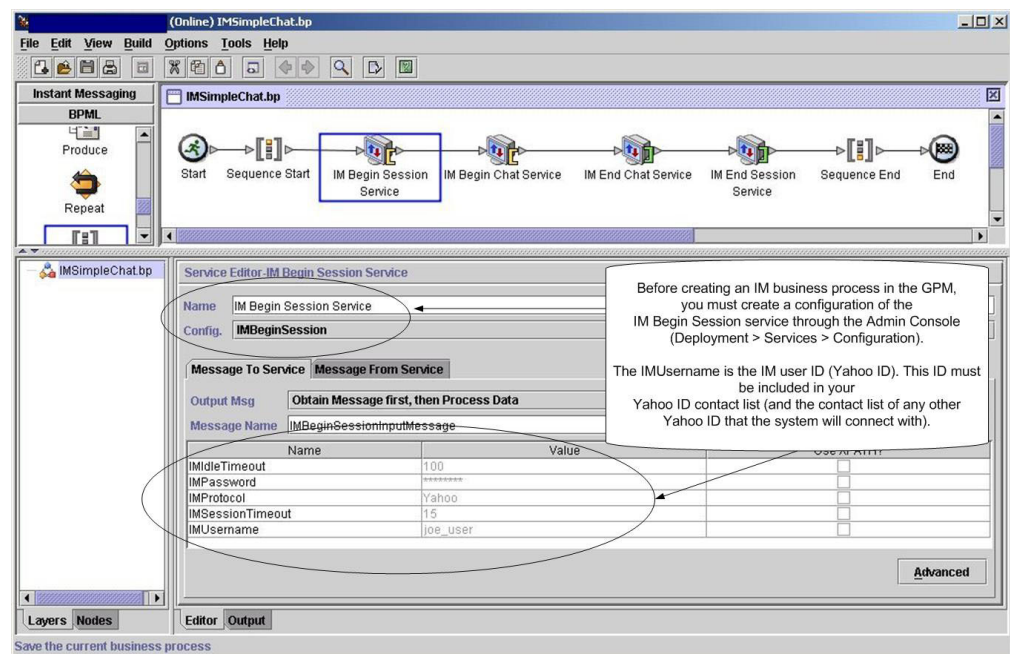 (Online) IMSimpleChat.bp
File Edit View Build Options Tools Help
Instant Messaging
BPML
Produce
Repeat
IMSimpleChat.bp
Start
Sequence Start
IM Begin Session Service
IM Begin Chat Service
IM End Chat Service
IM End Session Service
Sequence End
End
IMSimpleChat.bp
Service Editor-IM Begin Session Service
Name IM Begin Session Service
Config. IMBeginSession
Message To Service Message From Service
Output Msg Obtain Message first, then Process Data
Message Name IMBeginSessionInputMessage
Name Value Use XPATH?
IMIdleTimeout 100
IMPassword ********
IMProtocol Yahoo
IMSessionTimeout 15
IMUsername joe_user
Before creating an IM business process in the GPM,
you must create a configuration of the
IM Begin Session service through the Admin Console
(Deployment > Services > Configuration).
The IMUsername is the IM user ID (Yahoo ID). This ID must
be included in your
Yahoo ID contact list (and the contact list of any other
Yahoo ID that the system will connect with).
Advanced
Layers Nodes
Editor Output
Save the current business process